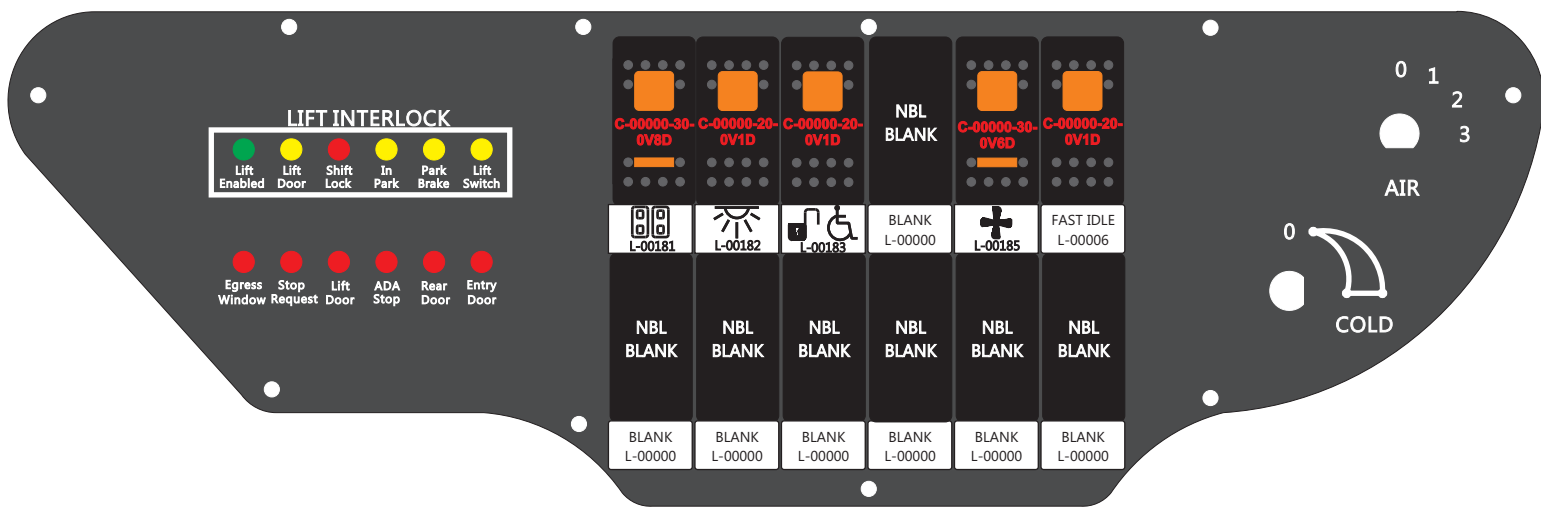 LIFT INTERLOCK
Lift
Enabled
Lift
Door
Shift
Lock
In
Park
Park
Brake
Lift
Switch
Egress
Window
Stop
Request
Lift
Door
ADA
Stop
Rear
Door
Entry
Door
C-00000-30-
0V8D
C-00000-20-
0V1D
C-00000-20-
0V1D
NBL
BLANK
C-00000-30-
0V6D
C-00000-20-
0V1D
L-00181
L-00182
L-00183
BLANK
L-00000
L-00185
FAST IDLE
L-00006
NBL
BLANK
NBL
BLANK
NBL
BLANK
NBL
BLANK
NBL
BLANK
NBL
BLANK
BLANK
L-00000
BLANK
L-00000
BLANK
L-00000
BLANK
L-00000
BLANK
L-00000
BLANK
L-00000
0
1
2
3
AIR
0
COLD